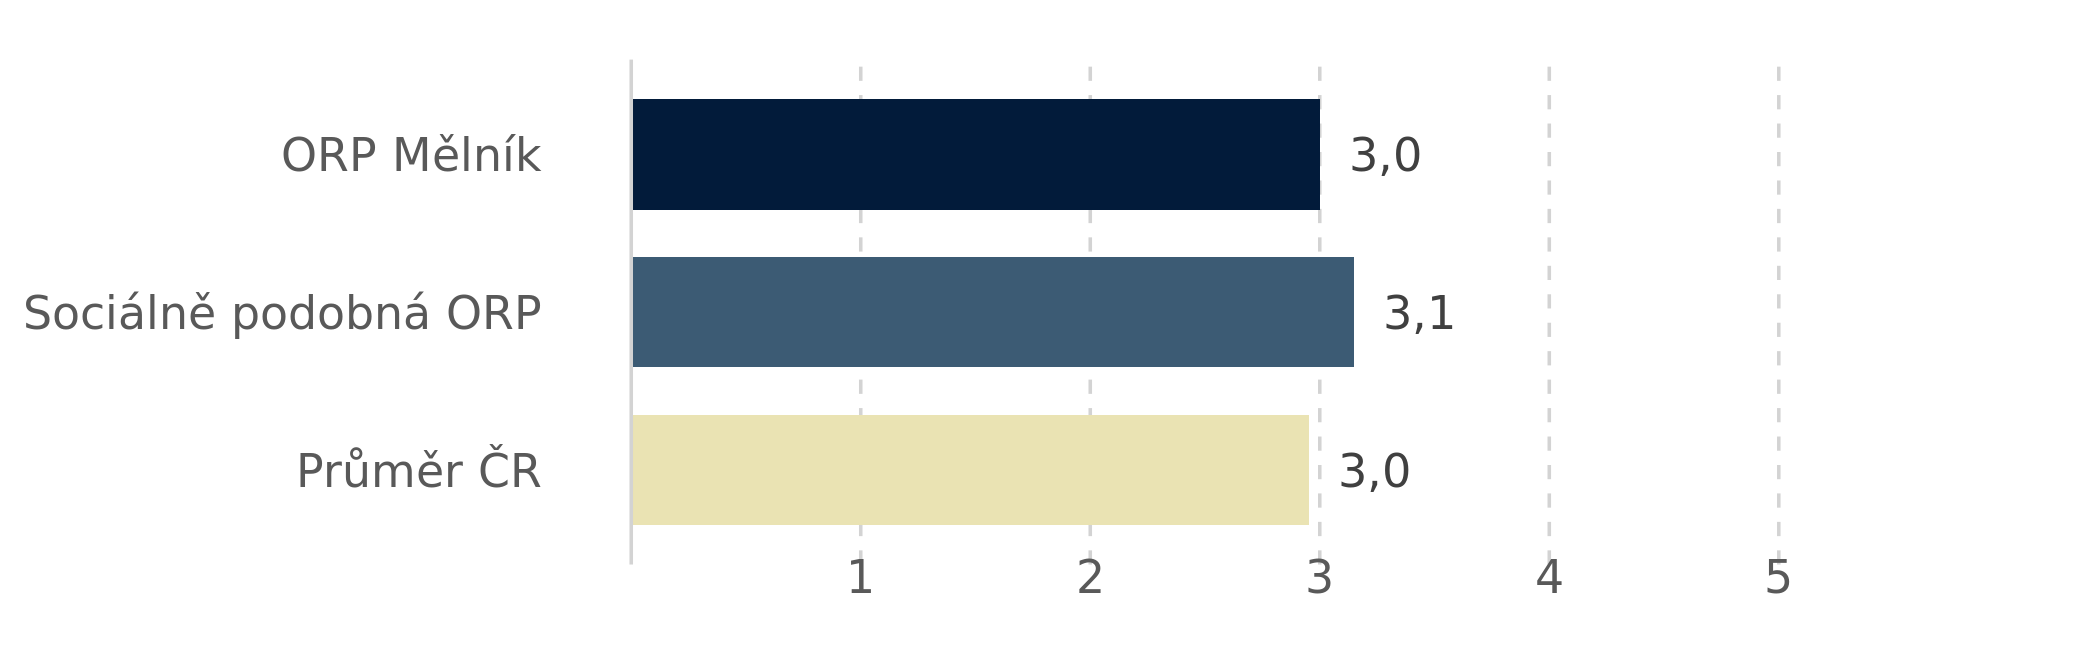 ORP Mělník 3,0
Sociálně podobná ORP 3,1
Průměr ČR 3,0
1 2 3 4 5